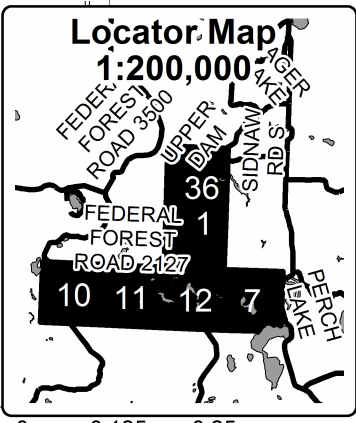 Locator Map
1:200,000
AGER
LAKE
FEDERAL
FOREST
ROAD 3500
UPPER
DAM
SIDNAW
RD S
36
1
FEDERAL
FOREST
ROAD 2127
10 11 12 7
PERCH
LAKE